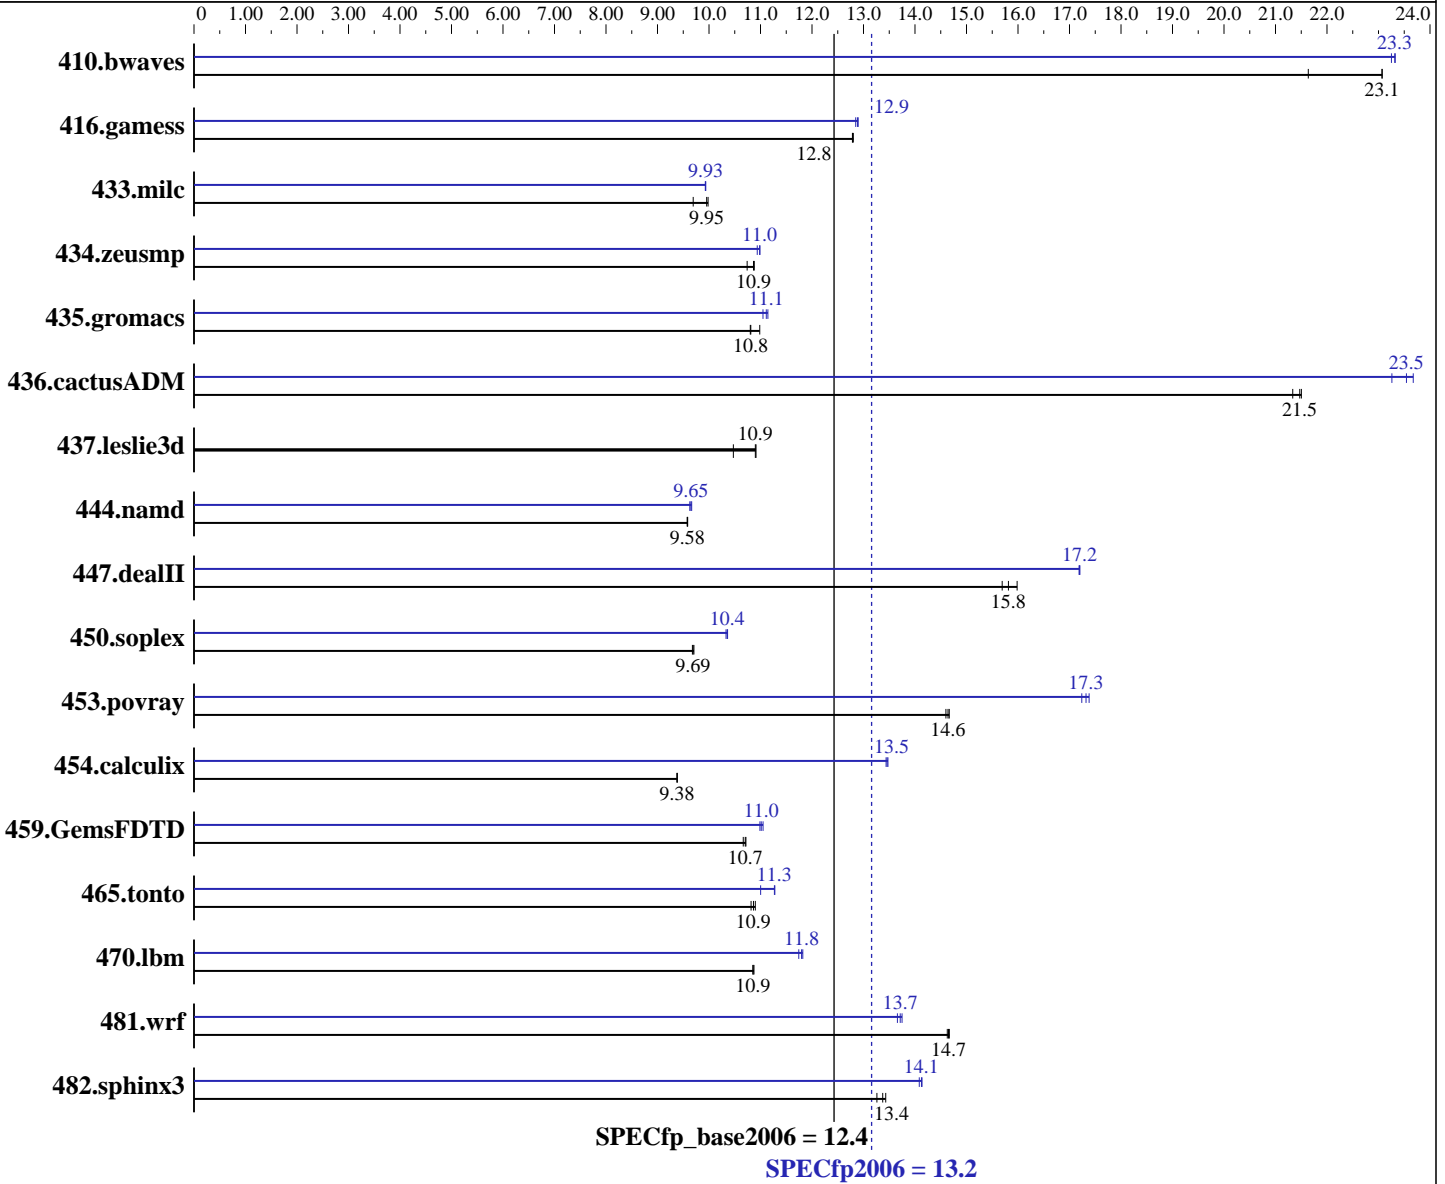 0 1.00 2.00 3.00 4.00 5.00 6.00 7.00 8.00 9.00 10.0 11.0 12.0 13.0 14.0 15.0 16.0 17.0 18.0 19.0 20.0 21.0 22.0 24.0
410.bwaves 23.3
23.1
416.gamess 12.9
12.8
433.milc 9.93
9.95
434.zeusmp 11.0
10.9
435.gromacs 11.1
10.8
436.cactusADM 23.5
21.5
437.leslie3d 10.9
444.namd 9.65
9.58
447.dealII 17.2
15.8
450.soplex 10.4
9.69
453.povray 17.3
14.6
454.calculix 13.5
9.38
459.GemsFDTD 11.0
10.7
465.tonto 11.3
10.9
470.lbm 11.8
10.9
481.wrf 13.7
14.7
482.sphinx3 14.1
13.4
SPECfp_base2006 = 12.4
SPECfp2006 = 13.2